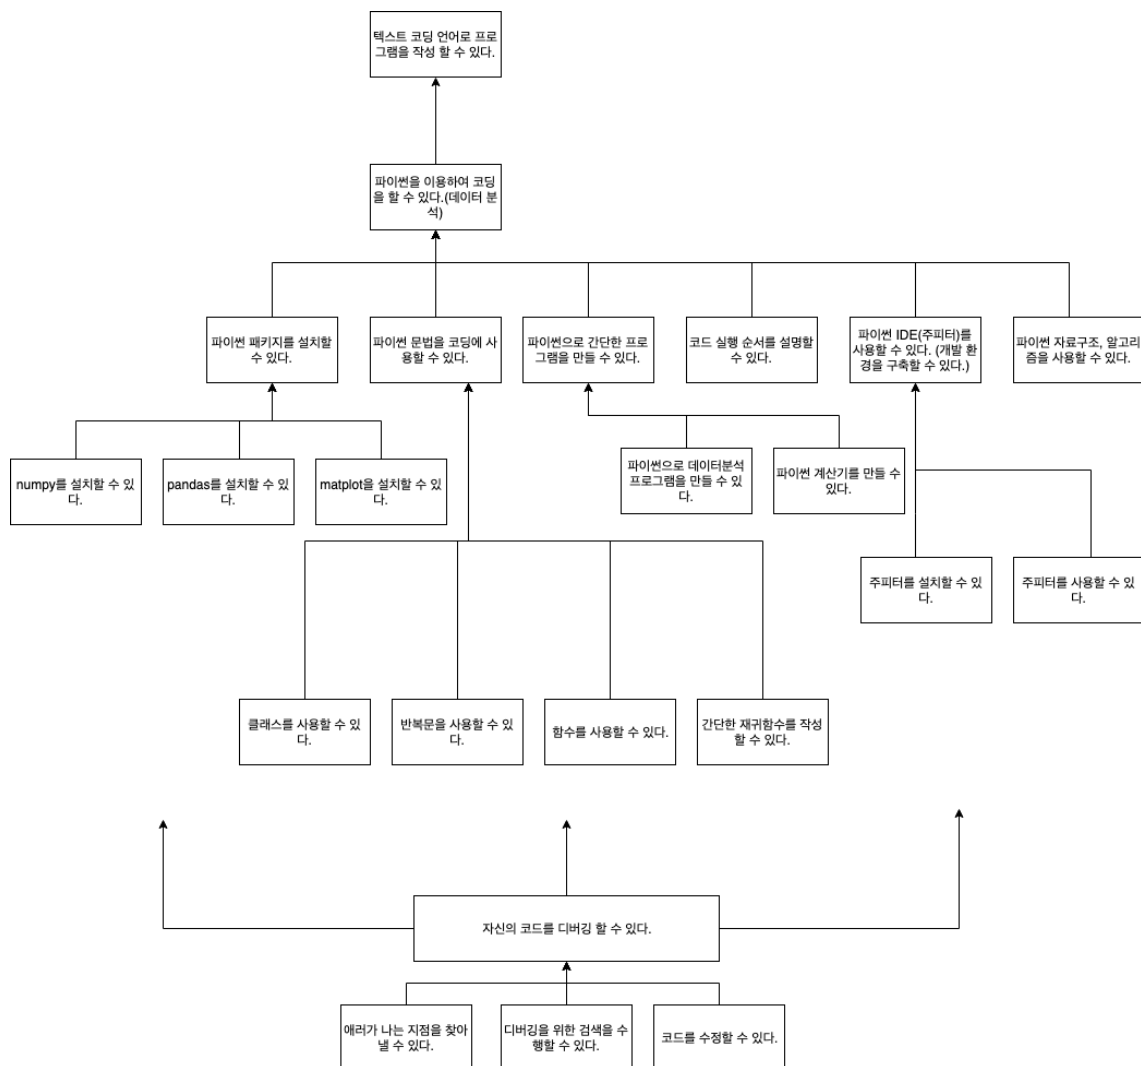 텍스트 코딩 언어로 프로
그램을 작성 할 수 있다.
파이썬을 이용하여 코딩
을 할 수 있다.(데이터 분
석)
파이썬 패키지를 설치할
수 있다.
파이썬 문법을 코딩에 사
용할 수 있다.
파이썬으로 간단한 프로
그램을 만들 수 있다.
코드 실행 순서를 설명할
수 있다.
파이썬 IDE(주피터)를
사용할 수 있다. (개발 환
경을 구축할 수 있다.)
파이썬 자료구조, 알고리
즘을 사용할 수 있다.
numpy를 설치할 수 있
다.
pandas를 설치할 수 있
다.
matplot을 설치할 수 있
다.
파이썬으로 데이터분석
프로그램을 만들 수 있
다.
파이썬 계산기를 만들 수
있다.
주피터를 설치할 수 있
다.
주피터를 사용할 수 있
다.
클래스를 사용할 수 있
다.
반복문을 사용할 수 있
다.
함수를 사용할 수 있다.
간단한 재귀함수를 작성
할 수 있다.
자신의 코드를 디버깅 할 수 있다.
애러가 나는 지점을 찾아
낼 수 있다.
디버깅을 위한 검색을 수
행할 수 있다.
코드를 수정할 수 있다.